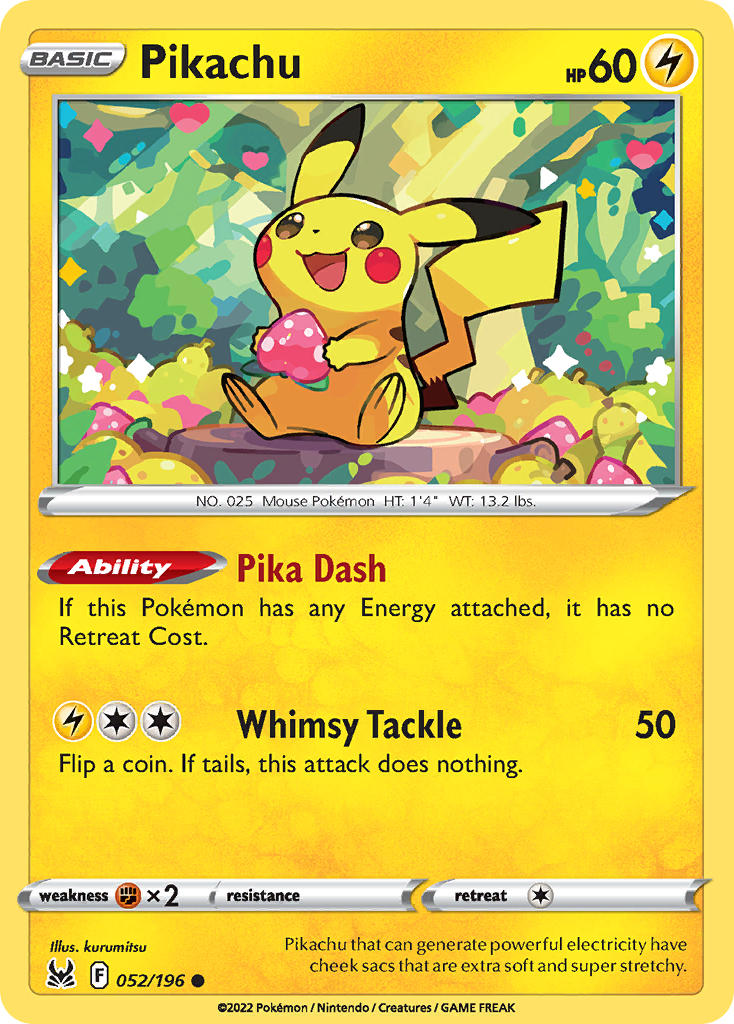 BASIC Pikachu HP60
NO. 025 Mouse Pokémon HT: 1'4" WT: 13.2 lbs.
Ability Pika Dash
If this Pokémon has any Energy attached, it has no
Retreat Cost.
Whimsy Tackle 50
Flip a coin. If tails, this attack does nothing.
weakness ×2 resistance retreat
Illus. kurumitsu
Pikachu that can generate powerful electricity have
cheek sacs that are extra soft and super stretchy.
F 052/196
©2022 Pokémon / Nintendo / Creatures / GAME FREAK